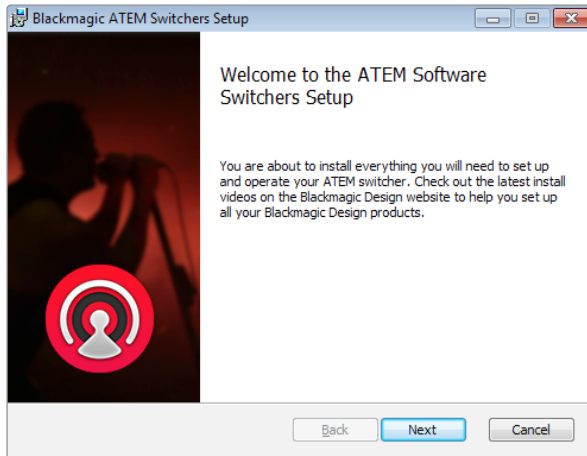 Blackmagic ATEM Switchers Setup
Welcome to the ATEM Software
Switchers Setup
You are about to install everything you will need to set up
and operate your ATEM switcher. Check out the latest install
videos on the Blackmagic Design website to help you set up
all your Blackmagic Design products.
Back Next Cancel